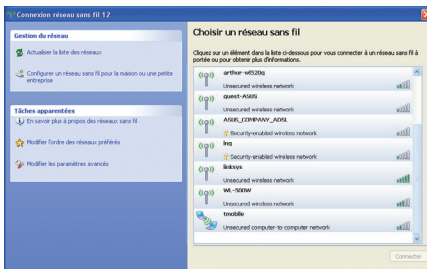 Connexion réseau sans fil 12
Gestion du réseau
Actualiser la liste des réseaux
Configurer un réseau sans fil pour la maison ou une petite
entreprise
Tâches apparentées
En savoir plus à propos des réseaux sans fil
Modifier l'ordre des réseaux préférés
Modifier les paramètres avancés
Choisir un réseau sans fil
Cliquez sur un élément dans la liste ci-dessous pour vous connecter à un réseau sans fil à
portée ou pour obtenir plus d'informations.
arthur-wl520g
Unsecured wireless network
guest-ASUS
Unsecured wireless network
ASUS_COMPANY_ADSL
Security-enabled wireless network
inq
Security-enabled wireless network
linksys
Unsecured wireless network
WL-500W
Unsecured wireless network
tmobile
Unsecured computer-to-computer network
Connecter